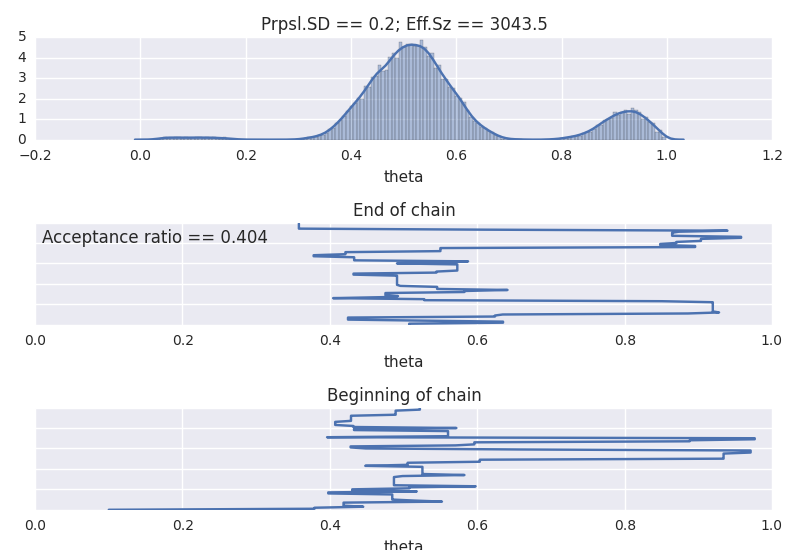 Prpsl.SD == 0.2; Eff.Sz == 3043.5
5
4
3
2
1
0
−0.2 0.0 0.2 0.4 0.6 0.8 1.0 1.2
theta
End of chain
Acceptance ratio == 0.404
0.0 0.2 0.4 0.6 0.8 1.0
theta
Beginning of chain
0.0 0.2 0.4 0.6 0.8 1.0
theta